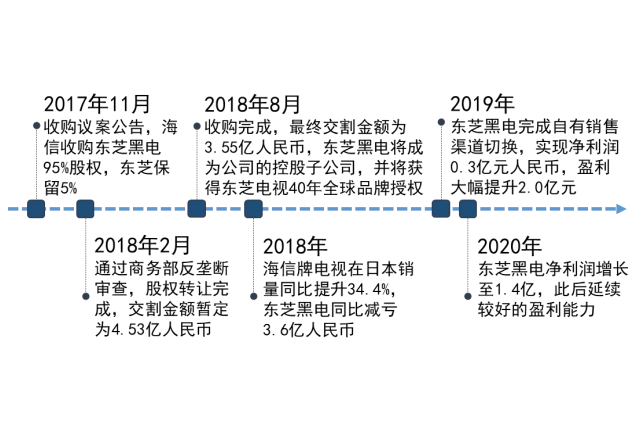 2017年11月
收购议案公告，海
信收购东芝黑电
95%股权，东芝保
留5%
2018年2月
通过商务部反垄断
审查，股权转让完
成，交割金额暂定
为4.53亿人民币
2018年8月
收购完成，最终交割金额为
3.55亿人民币，东芝黑电将成
为公司的控股子公司，并将获
得东芝电视40年全球品牌授权
2018年
海信牌电视在日本销
量同比提升34.4%，
东芝黑电同比减亏
3.6亿人民币
2019年
东芝黑电完成自有销售
渠道切换，实现净利润
0.3亿元人民币，盈利
大幅提升2.0亿元
2020年
东芝黑电净利润增长
至1.4亿，此后延续
较好的盈利能力